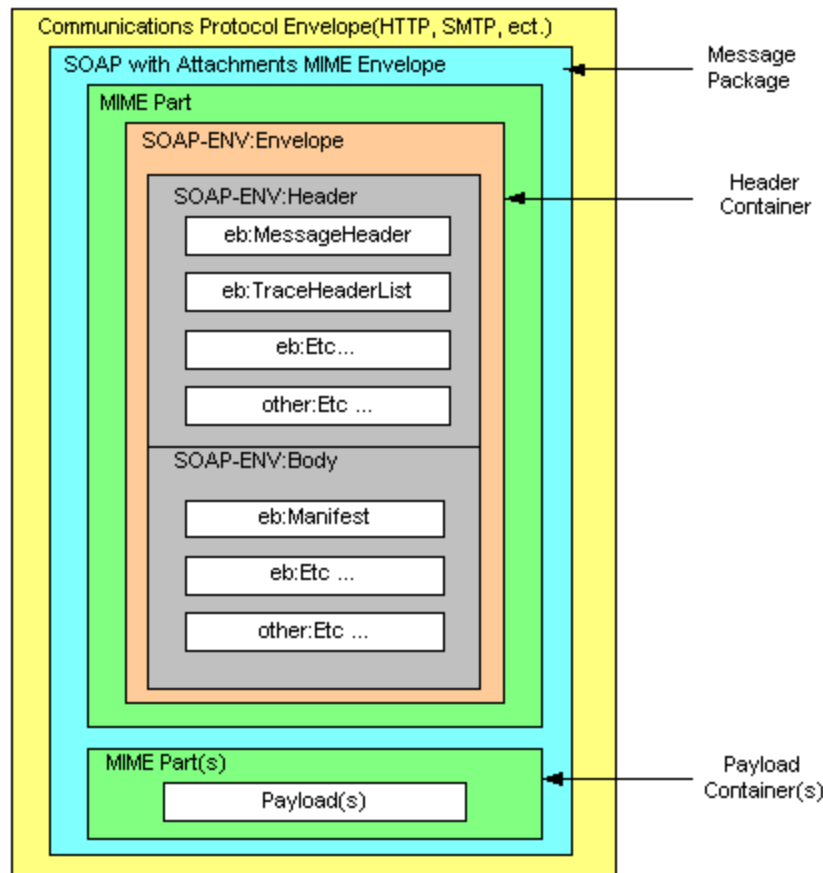 Communications Protocol Envelope(HTTP, SMTP, ect.)
SOAP with Attachments MIME Envelope
Message
Package
MIME Part
SOAP-ENV:Envelope
Header
Container
SOAP-ENV:Header
eb:MessageHeader
eb:TraceHeaderList
eb:Etc...
other:Etc ...
SOAP-ENV:Body
eb:Manifest
eb:Etc ...
other:Etc ...
MIME Part(s)
Payload(s)
Payload
Container(s)